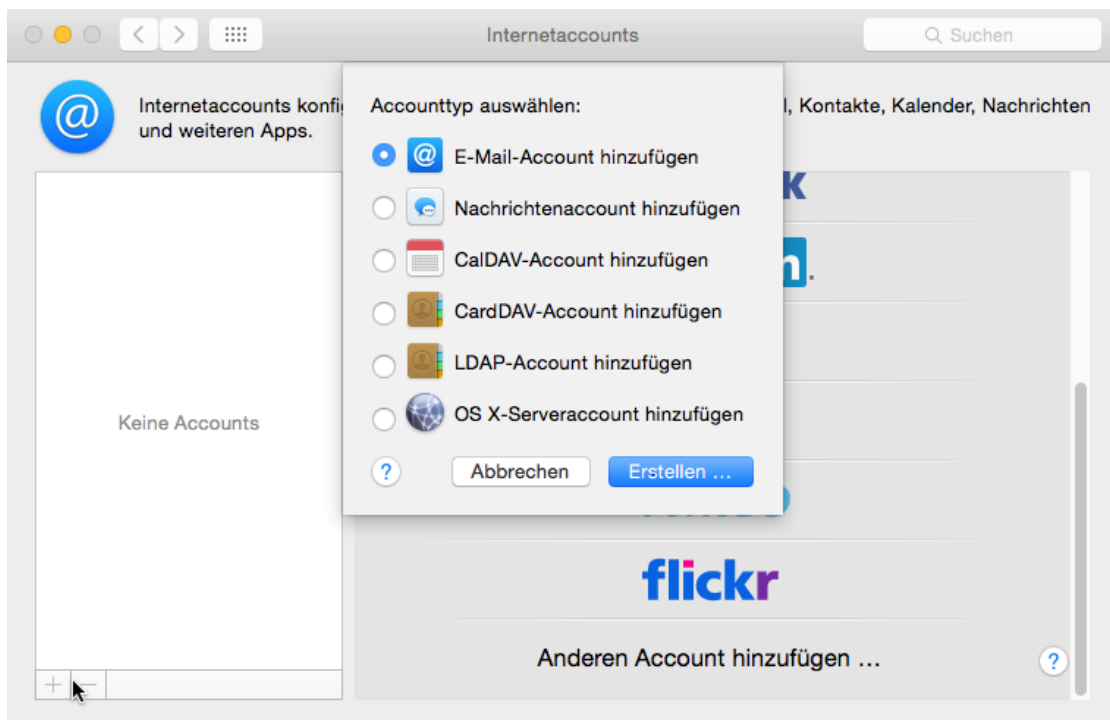 Internetaccounts
Suchen
Internetaccounts konfi
und weiteren Apps.
l, Kontakte, Kalender, Nachrichten
Accounttyp auswählen:
E-Mail-Account hinzufügen
Nachrichtenaccount hinzufügen
CalDAV-Account hinzufügen
CardDAV-Account hinzufügen
LDAP-Account hinzufügen
OS X-Serveraccount hinzufügen
? Abbrechen Erstellen ...
Keine Accounts
k
n.
flickr
Anderen Account hinzufügen ...
?